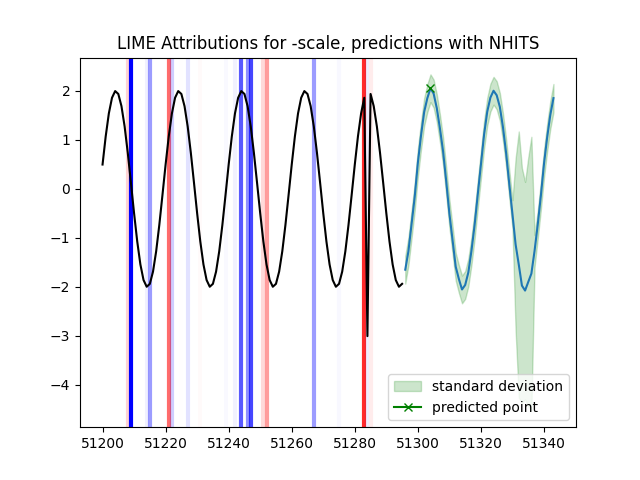 LIME Attributions for -scale, predictions with NHITS
2
1
0
−1
−2
−3
−4
standard deviation
predicted point
51200 51220 51240 51260 51280 51300 51320 51340